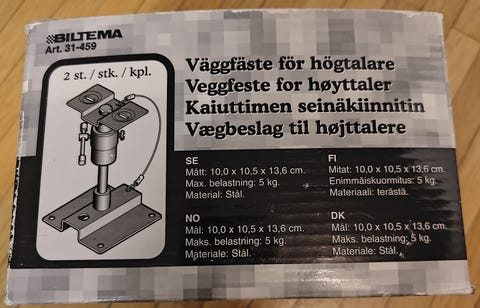 BILTEMA
Art. 31-459
2 st. / stk. / kpl.
Väggfäste för högtalare
Veggfeste for høyttaler
Kaiuttimen seinäkiinnitin
Vægbeslag til højttalere
SE
Mått: 10,0 x 10,5 x 13,6 cm.
Max. belastning: 5 kg.
Material: Stål.
FI
Mitat: 10,0 x 10,5 x 13,6 cm.
Enimmäiskuormitus: 5 kg.
Materiaali: terästä.
NO
Mål: 10,0 x 10,5 x 13,6 cm.
Maks. belastning: 5 kg.
Materiale: Stål.
DK
Mål: 10,0 x 10,5 x 13,6 cm.
Maks. belastning: 5 kg.
Materiale: Stål.